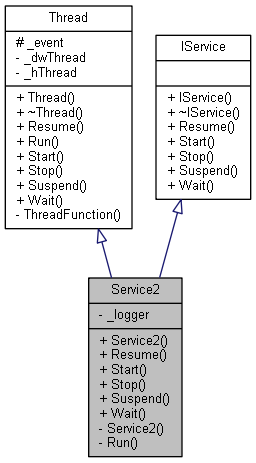 Thread
# _event
- _dwThread
- _hThread
+ Thread()
+ ~Thread()
+ Resume()
+ Run()
+ Start()
+ Stop()
+ Suspend()
+ Wait()
- ThreadFunction()
IService
+ IService()
+ ~IService()
+ Resume()
+ Start()
+ Stop()
+ Suspend()
+ Wait()
Service2
- _logger
+ Service2()
+ Resume()
+ Start()
+ Stop()
+ Suspend()
+ Wait()
- Service2()
- Run()